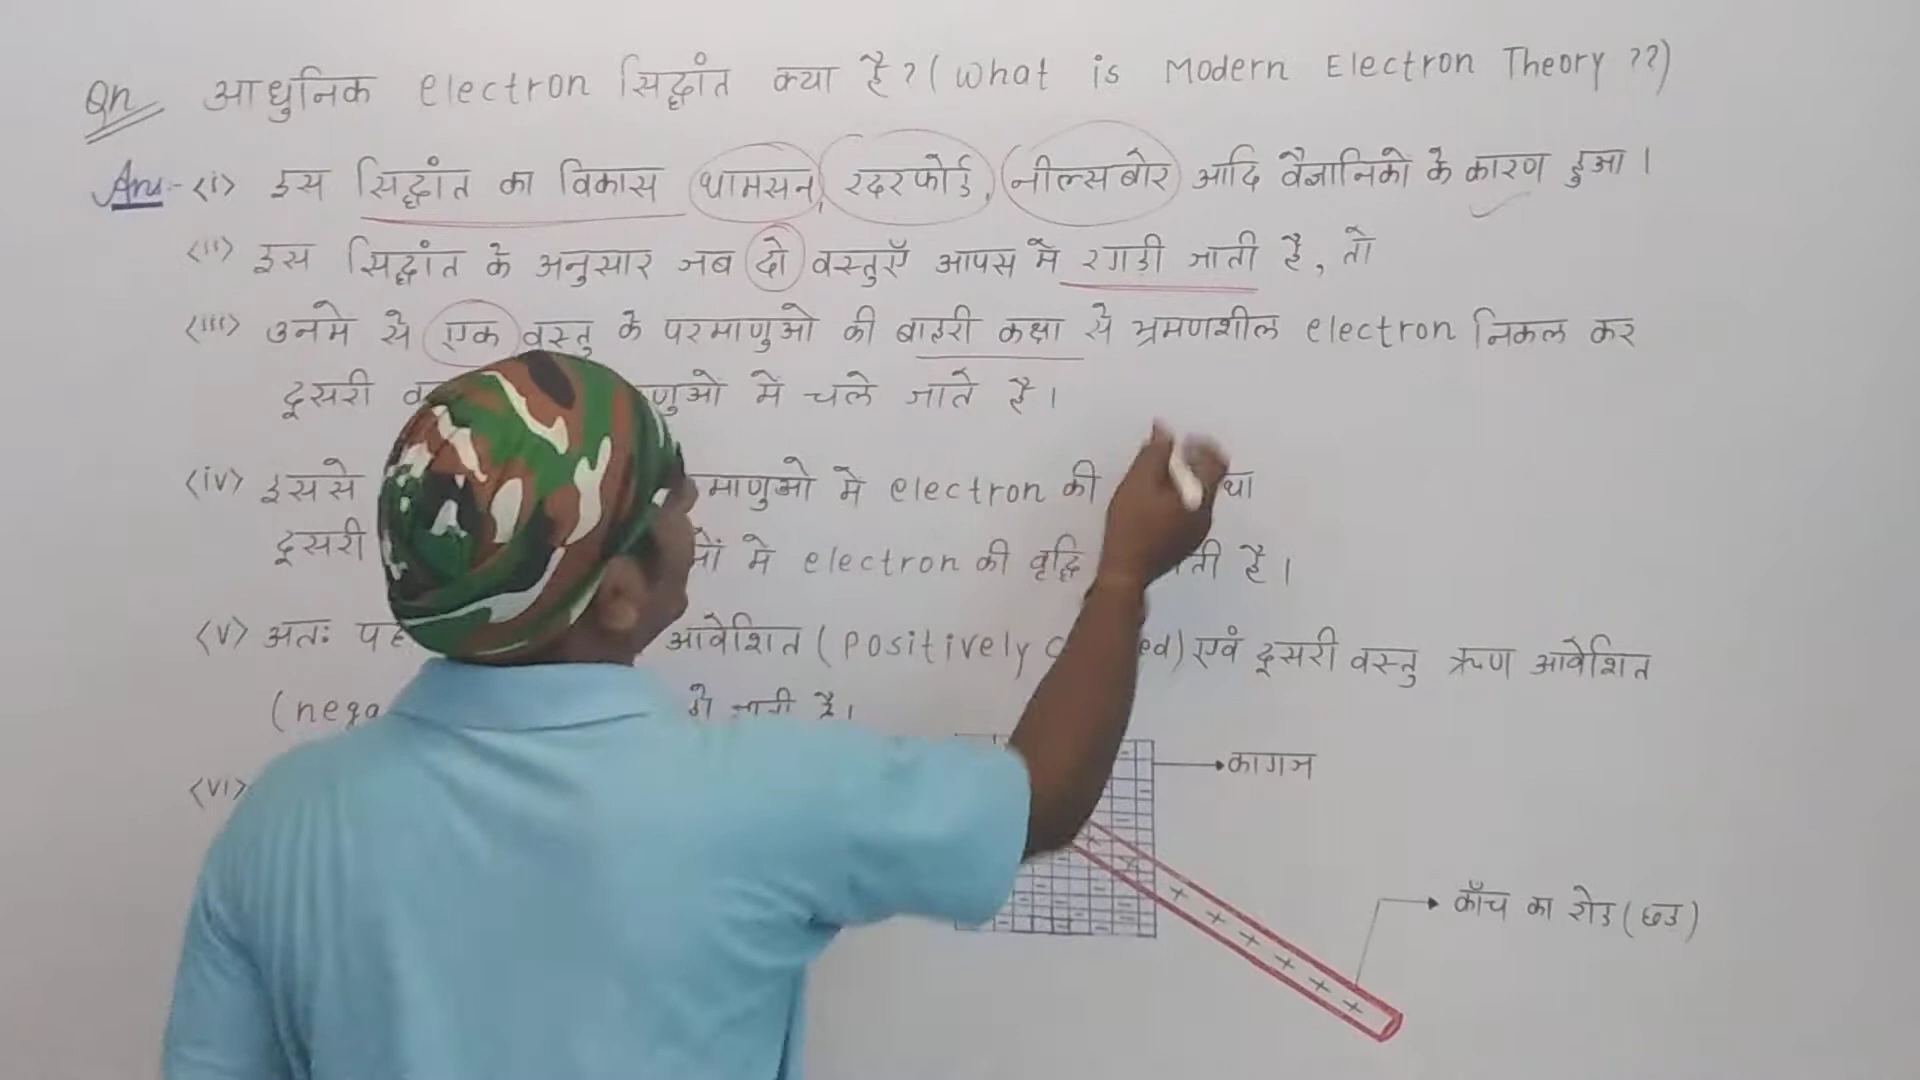 Qn आधुनिक electron सिद्धांत क्या है? (What is Modern Electron Theory ??)
Ans:- <i> इस सिद्धांत का विकास थामसन, रदरफोर्ड, नील्स बोर आदि वैज्ञानिको के कारण हुआ।
<ii> इस सिद्धांत के अनुसार जब दो वस्तुएँ आपस मे रगड़ी जाती है, तो
<iii> उनमे से एक वस्तु के परमाणुओ की बाहरी कक्षा से भ्रमणशील electron निकल कर
दूसरी णुओ में चले जाते है।
<iv> इससे माणुओ मे electron की था
दूसरी मे electron की वृद्धि ती है।
<v> अतः आवेशित (positively ed) एवं दूसरी वस्तु ऋण आवेशित
(nega है।
<vi>
कागज
काँच का रोड (छड)